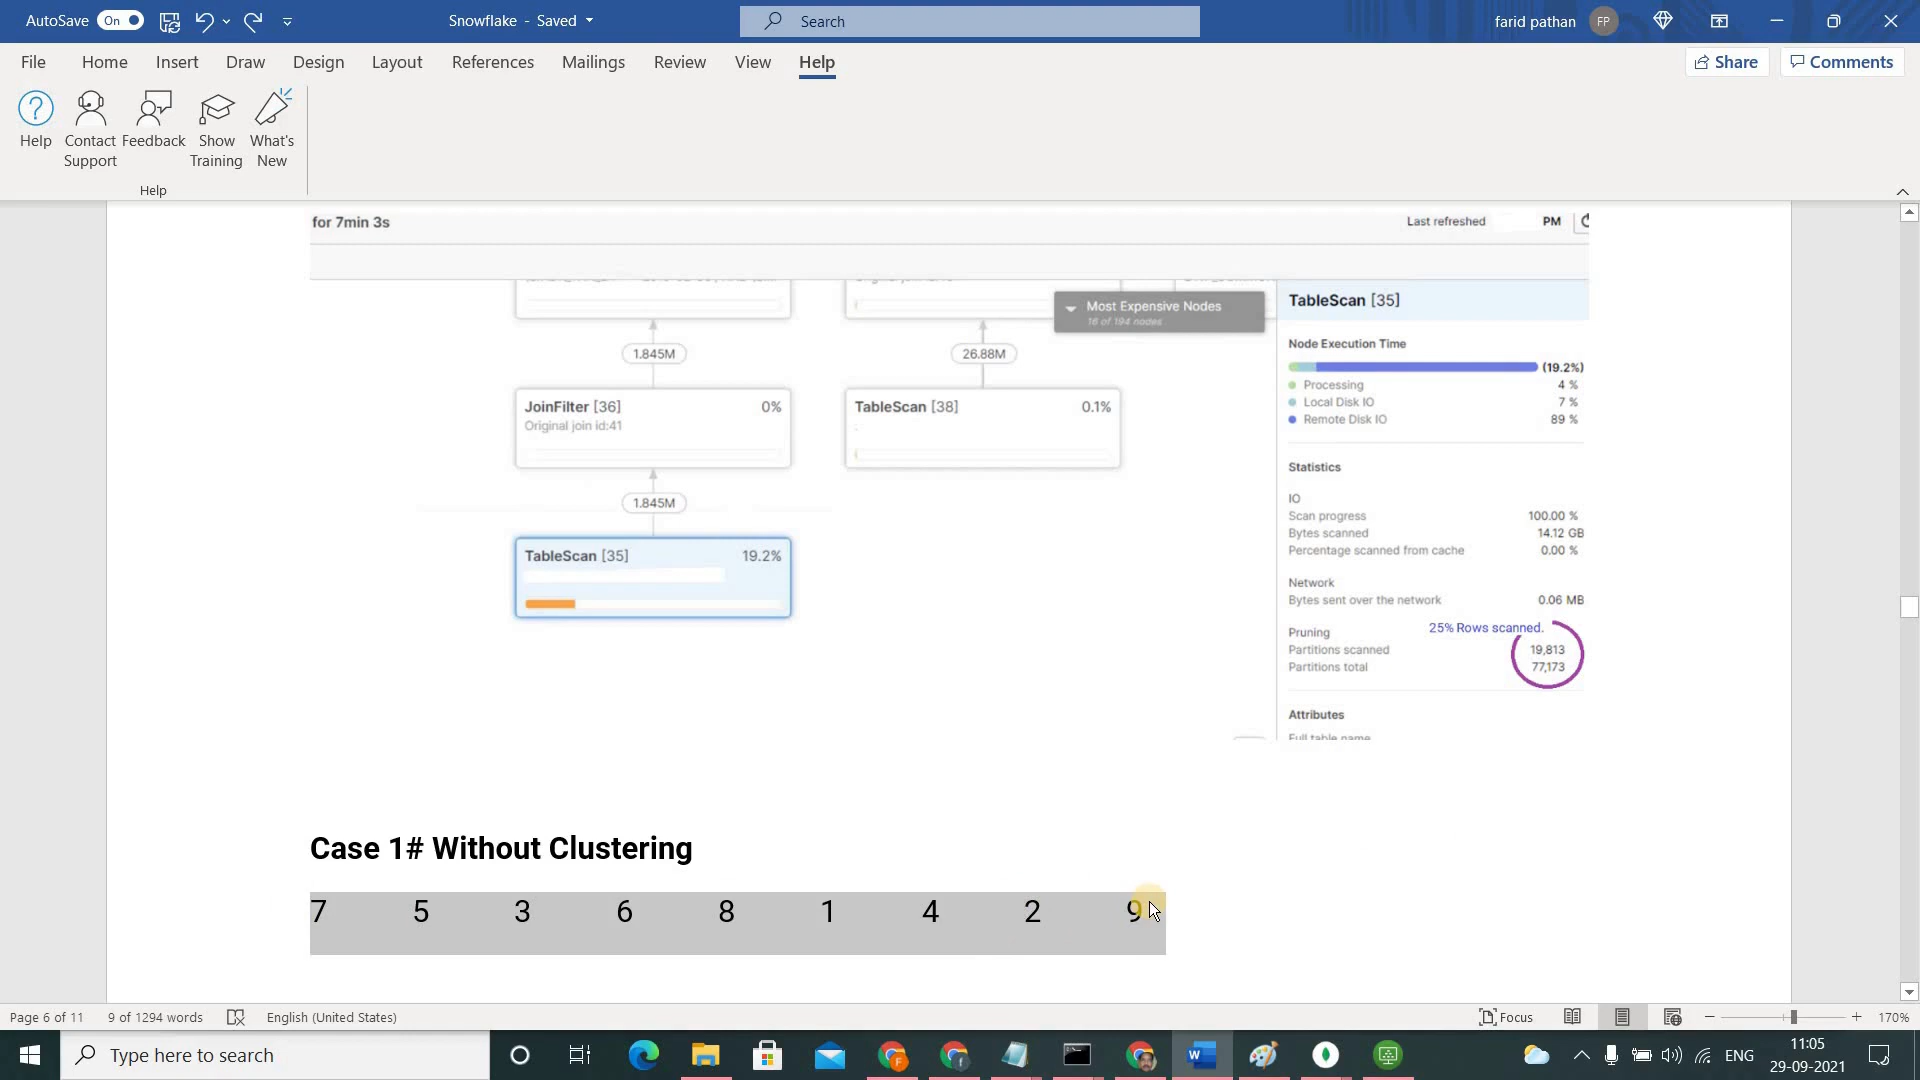 AutoSave On Snowflake - Saved Search farid pathan FP
File Home Insert Draw Design Layout References Mailings Review View Help Share Comments
Help Contact Support Feedback Show Training What's New
Help
for 7min 3s Last refreshed PM
Most Expensive Nodes
16 of 194 nodes
1.845M 26.88M
JoinFilter [36] 0%
Original join id:41
TableScan [38] 0.1%
1.845M
TableScan [35] 19.2%
TableScan [35]
Node Execution Time
(19.2%)
Processing 4 %
Local Disk IO 7 %
Remote Disk IO 89 %
Statistics
IO
Scan progress 100.00 %
Bytes scanned 14.12 GB
Percentage scanned from cache 0.00 %
Network
Bytes sent over the network 0.06 MB
25% Rows scanned.
Pruning
Partitions scanned 19,813
Partitions total 77,173
Attributes
Full table name
Case 1# Without Clustering
7 5 3 6 8 1 4 2 9
Page 6 of 11 9 of 1294 words English (United States) Focus 170%
Type here to search ENG 11:05
29-09-2021